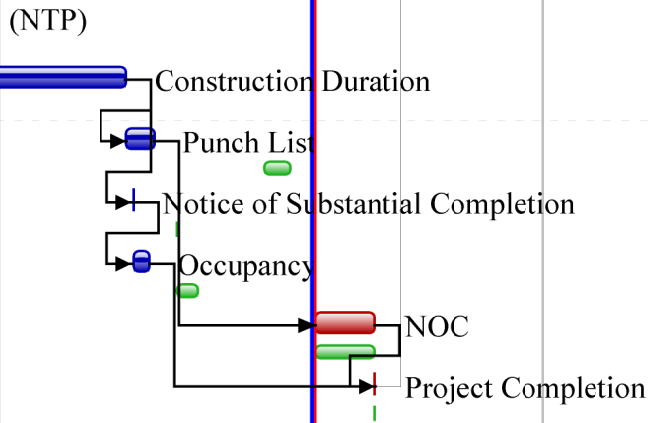 (NTP)
Construction Duration
Punch List
Notice of Substantial Completion
Occupancy
NOC
Project Completion